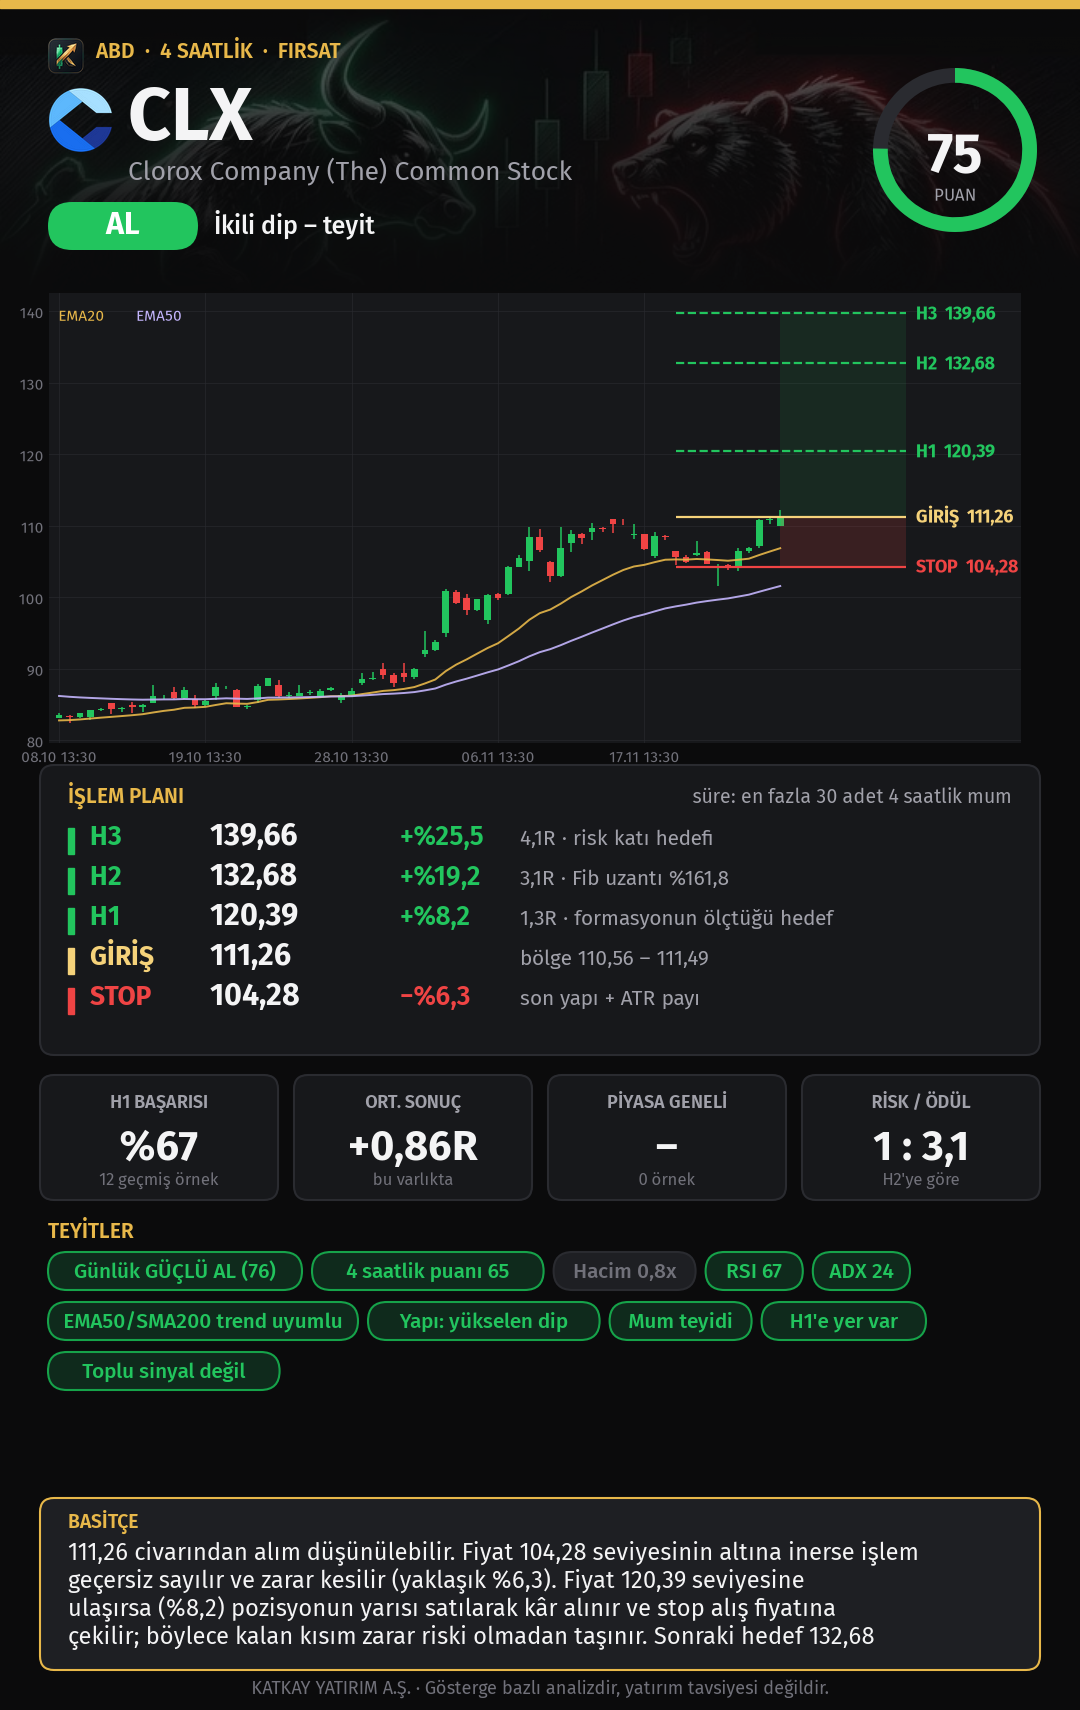 ABD · 4 SAATLİK · FIRSAT
CLX
Clorox Company (The) Common Stock
AL İkili dip – teyit
75
PUAN
EMA20 EMA50
140
130
120
110
100
90
80
H3 139,66
H2 132,68
H1 120,39
GİRİŞ 111,26
STOP 104,28
08.10 13:30 19.10 13:30 28.10 13:30 06.11 13:30 17.11 13:30
İŞLEM PLANI süre: en fazla 30 adet 4 saatlik mum
H3 139,66 +%25,5 4,1R · risk katı hedefi
H2 132,68 +%19,2 3,1R · Fib uzantı %161,8
H1 120,39 +%8,2 1,3R · formasyonun ölçtüğü hedef
GİRİŞ 111,26 bölge 110,56 – 111,49
STOP 104,28 −%6,3 son yapı + ATR payı
H1 BAŞARISI
%67
12 geçmiş örnek
ORT. SONUÇ
+0,86R
bu varlıkta
PİYASA GENELİ
–
0 örnek
RİSK / ÖDÜL
1 : 3,1
H2'ye göre
TEYİTLER
Günlük GÜÇLÜ AL (76) 4 saatlik puanı 65 Hacim 0,8x RSI 67 ADX 24
EMA50/SMA200 trend uyumlu Yapı: yükselen dip Mum teyidi H1'e yer var
Toplu sinyal değil
BASİTÇE
111,26 civarından alım düşünülebilir. Fiyat 104,28 seviyesinin altına inerse işlem
geçersiz sayılır ve zarar kesilir (yaklaşık %6,3). Fiyat 120,39 seviyesine
ulaşırsa (%8,2) pozisyonun yarısı satılarak kâr alınır ve stop alış fiyatına
çekilir; böylece kalan kısım zarar riski olmadan taşınır. Sonraki hedef 132,68
KATKAY YATIRIM A.Ş. · Gösterge bazlı analizdir, yatırım tavsiyesi değildir.